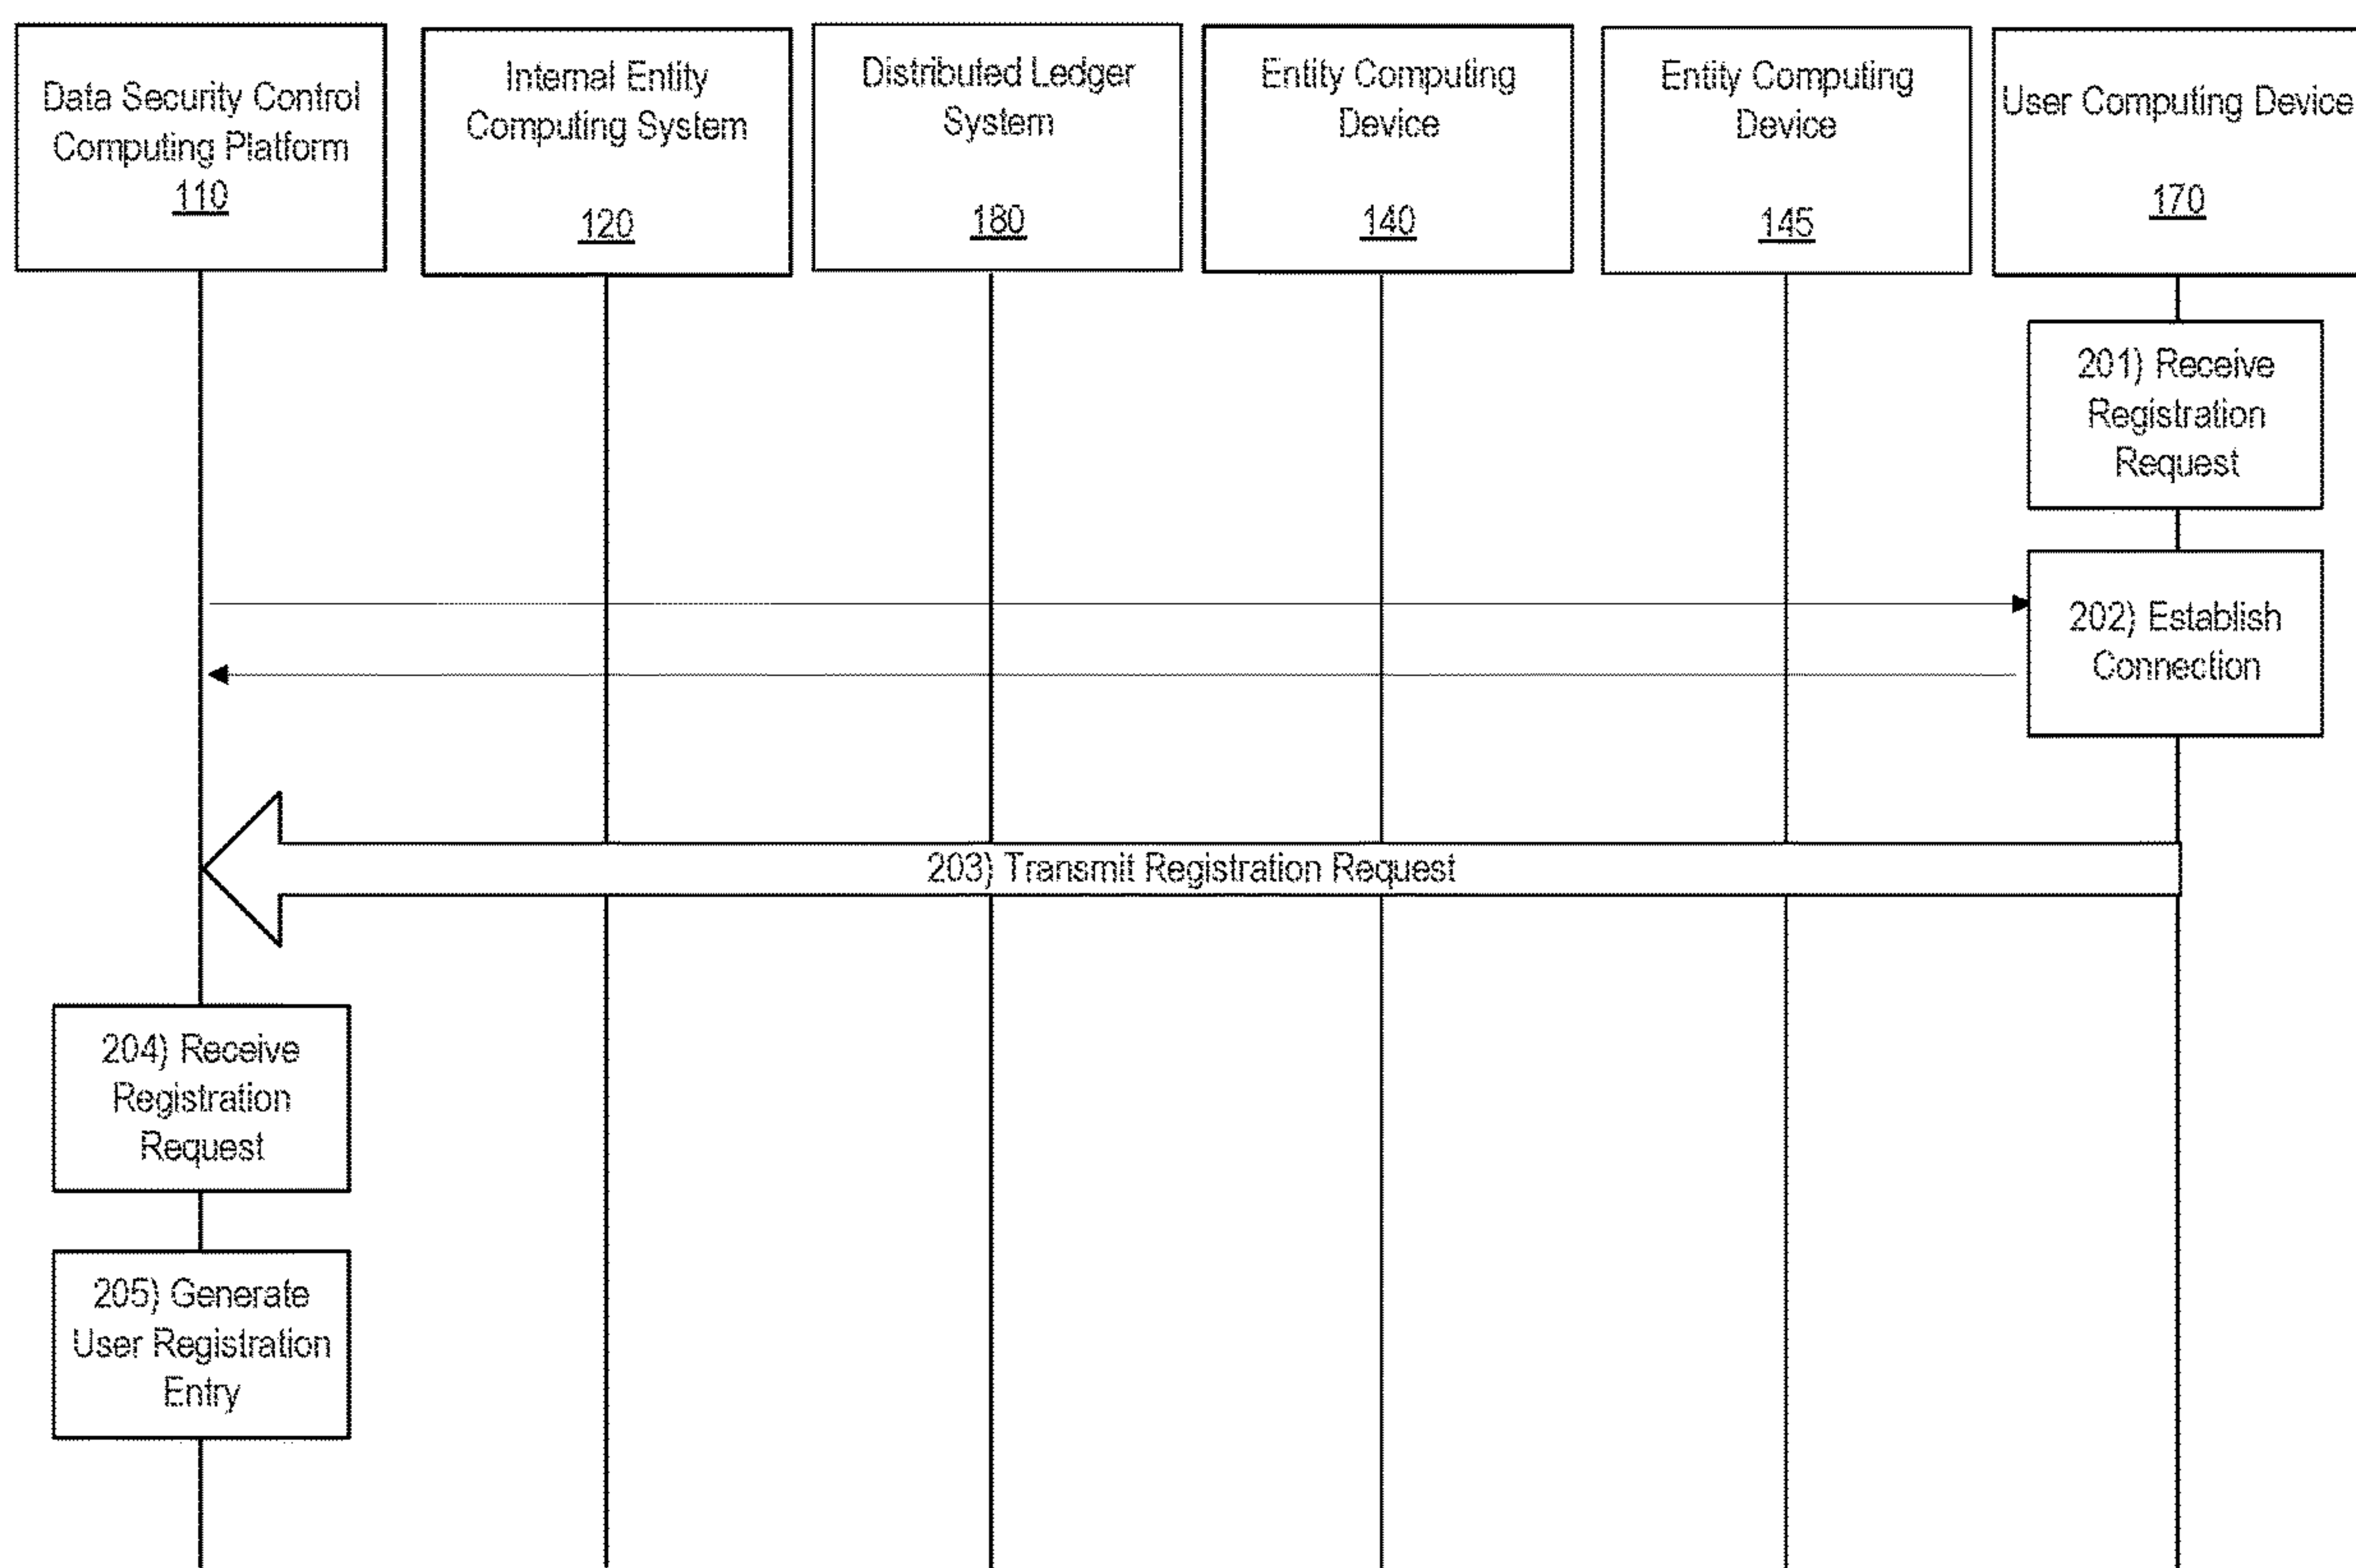 Data Security Control
Computing Platform
110
Internal Entity
Computing System
120
Distributed Ledger
System
180
Entity Computing
Device
140
Entity Computing
Device
145
User Computing Device
170
201) Receive
Registration
Request
202) Establish
Connection
203) Transmit Registration Request
204) Receive
Registration
Request
205) Generate
User Registration
Entry